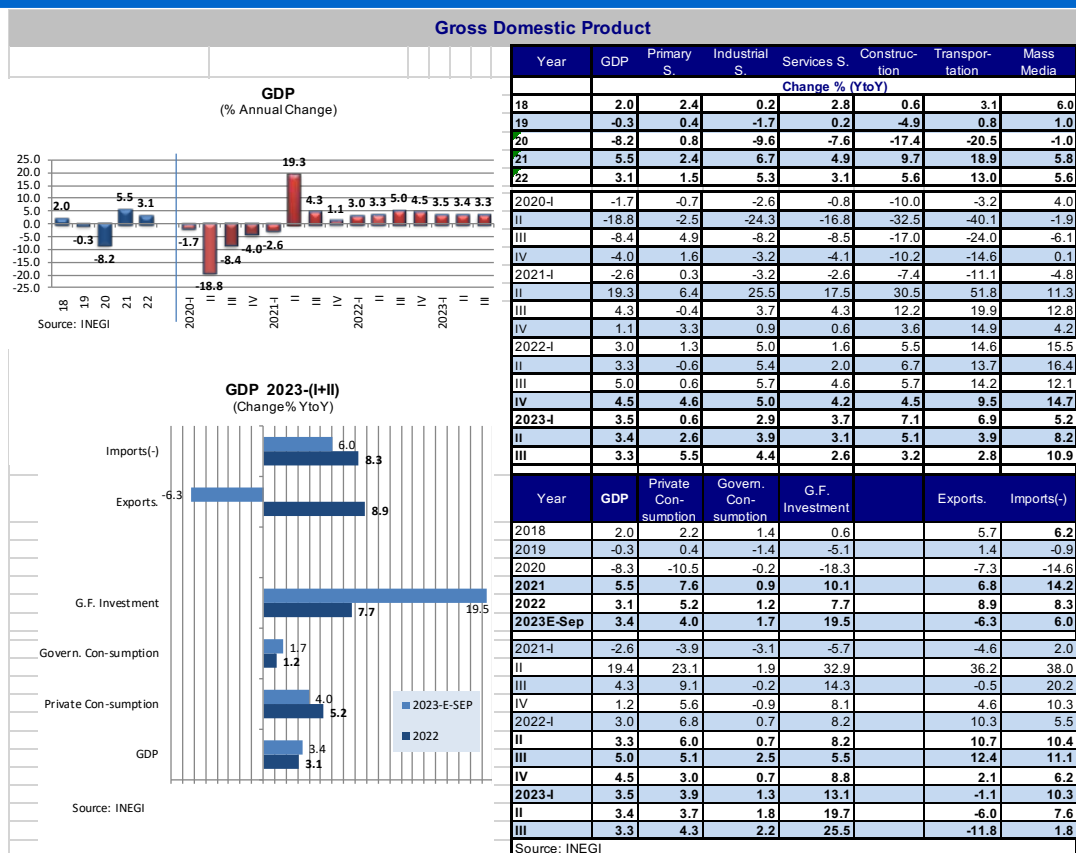 Gross Domestic Product
GDP
(% Annual Change)
25.0
20.0
15.0
10.0
5.0
0.0
-5.0
-10.0
-15.0
-20.0
-25.0
2.0 -0.3 -8.2 5.5 3.1 -1.7 -18.8 -8.4 -4.0 -2.6 19.3 4.3 1.1 3.0 3.3 5.0 4.5 3.5 3.4 3.3
18 19 20 21 22 2020-I II III IV 2021-I II III IV 2022-I II III IV 2023-I II III
Source: INEGI
GDP 2023-(I+II)
(Change% YtoY)
Imports(-) 6.0 8.3
Exports. -6.3 8.9
G.F. Investment 19.5 7.7
Govern. Con-sumption 1.7 1.2
Private Con-sumption 4.0 5.2
GDP 3.4 3.1
2023-E-SEP
2022
Source: INEGI
Year GDP Primary S. Industrial S. Services S. Construc-tion Transpor-tation Mass Media
Change % (YtoY)
18 2.0 2.4 0.2 2.8 0.6 3.1 6.0
19 -0.3 0.4 -1.7 0.2 -4.9 0.8 1.0
20 -8.2 0.8 -9.6 -7.6 -17.4 -20.5 -1.0
21 5.5 2.4 6.7 4.9 9.7 18.9 5.8
22 3.1 1.5 5.3 3.1 5.6 13.0 5.6
2020-I -1.7 -0.7 -2.6 -0.8 -10.0 -3.2 4.0
II -18.8 -2.5 -24.3 -16.8 -32.5 -40.1 -1.9
III -8.4 4.9 -8.2 -8.5 -17.0 -24.0 -6.1
IV -4.0 1.6 -3.2 -4.1 -10.2 -14.6 0.1
2021-I -2.6 0.3 -3.2 -2.6 -7.4 -11.1 -4.8
II 19.3 6.4 25.5 17.5 30.5 51.8 11.3
III 4.3 -0.4 3.7 4.3 12.2 19.9 12.8
IV 1.1 3.3 0.9 0.6 3.6 14.9 4.2
2022-I 3.0 1.3 5.0 1.6 5.5 14.6 15.5
II 3.3 -0.6 5.4 2.0 6.7 13.7 16.4
III 5.0 0.6 5.7 4.6 5.7 14.2 12.1
IV 4.5 4.6 5.0 4.2 4.5 9.5 14.7
2023-I 3.5 0.6 2.9 3.7 7.1 6.9 5.2
II 3.4 2.6 3.9 3.1 5.1 3.9 8.2
III 3.3 5.5 4.4 2.6 3.2 2.8 10.9
Year GDP Private Con-sumption Govern. Con-sumption G.F. Investment Exports. Imports(-)
2018 2.0 2.2 1.4 0.6 5.7 6.2
2019 -0.3 0.4 -1.4 -5.1 1.4 -0.9
2020 -8.3 -10.5 -0.2 -18.3 -7.3 -14.6
2021 5.5 7.6 0.9 10.1 6.8 14.2
2022 3.1 5.2 1.2 7.7 8.9 8.3
2023E-Sep 3.4 4.0 1.7 19.5 -6.3 6.0
2021-I -2.6 -3.9 -3.1 -5.7 -4.6 2.0
II 19.4 23.1 1.9 32.9 36.2 38.0
III 4.3 9.1 -0.2 14.3 -0.5 20.2
IV 1.2 5.6 -0.9 8.1 4.6 10.3
2022-I 3.0 6.8 0.7 8.2 10.3 5.5
II 3.3 6.0 0.7 8.2 10.7 10.4
III 5.0 5.1 2.5 5.5 12.4 11.1
IV 4.5 3.0 0.7 8.8 2.1 6.2
2023-I 3.5 3.9 1.3 13.1 -1.1 10.3
II 3.4 3.7 1.8 19.7 -6.0 7.6
III 3.3 4.3 2.2 25.5 -11.8 1.8
Source: INEGI